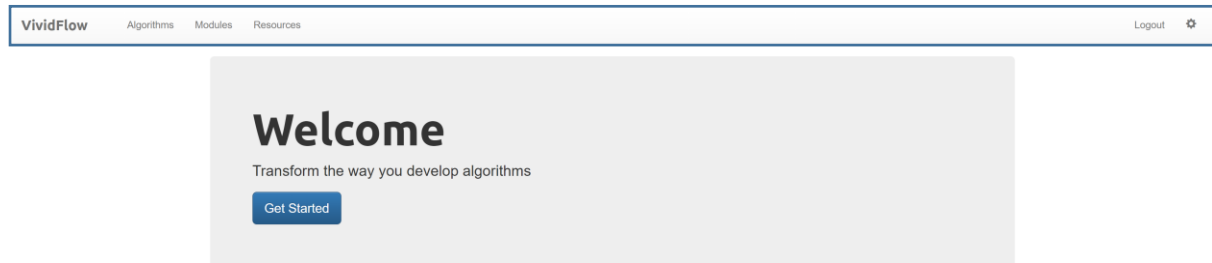 VividFlow Algorithms Modules Resources Logout
Welcome
Transform the way you develop algorithms
Get Started